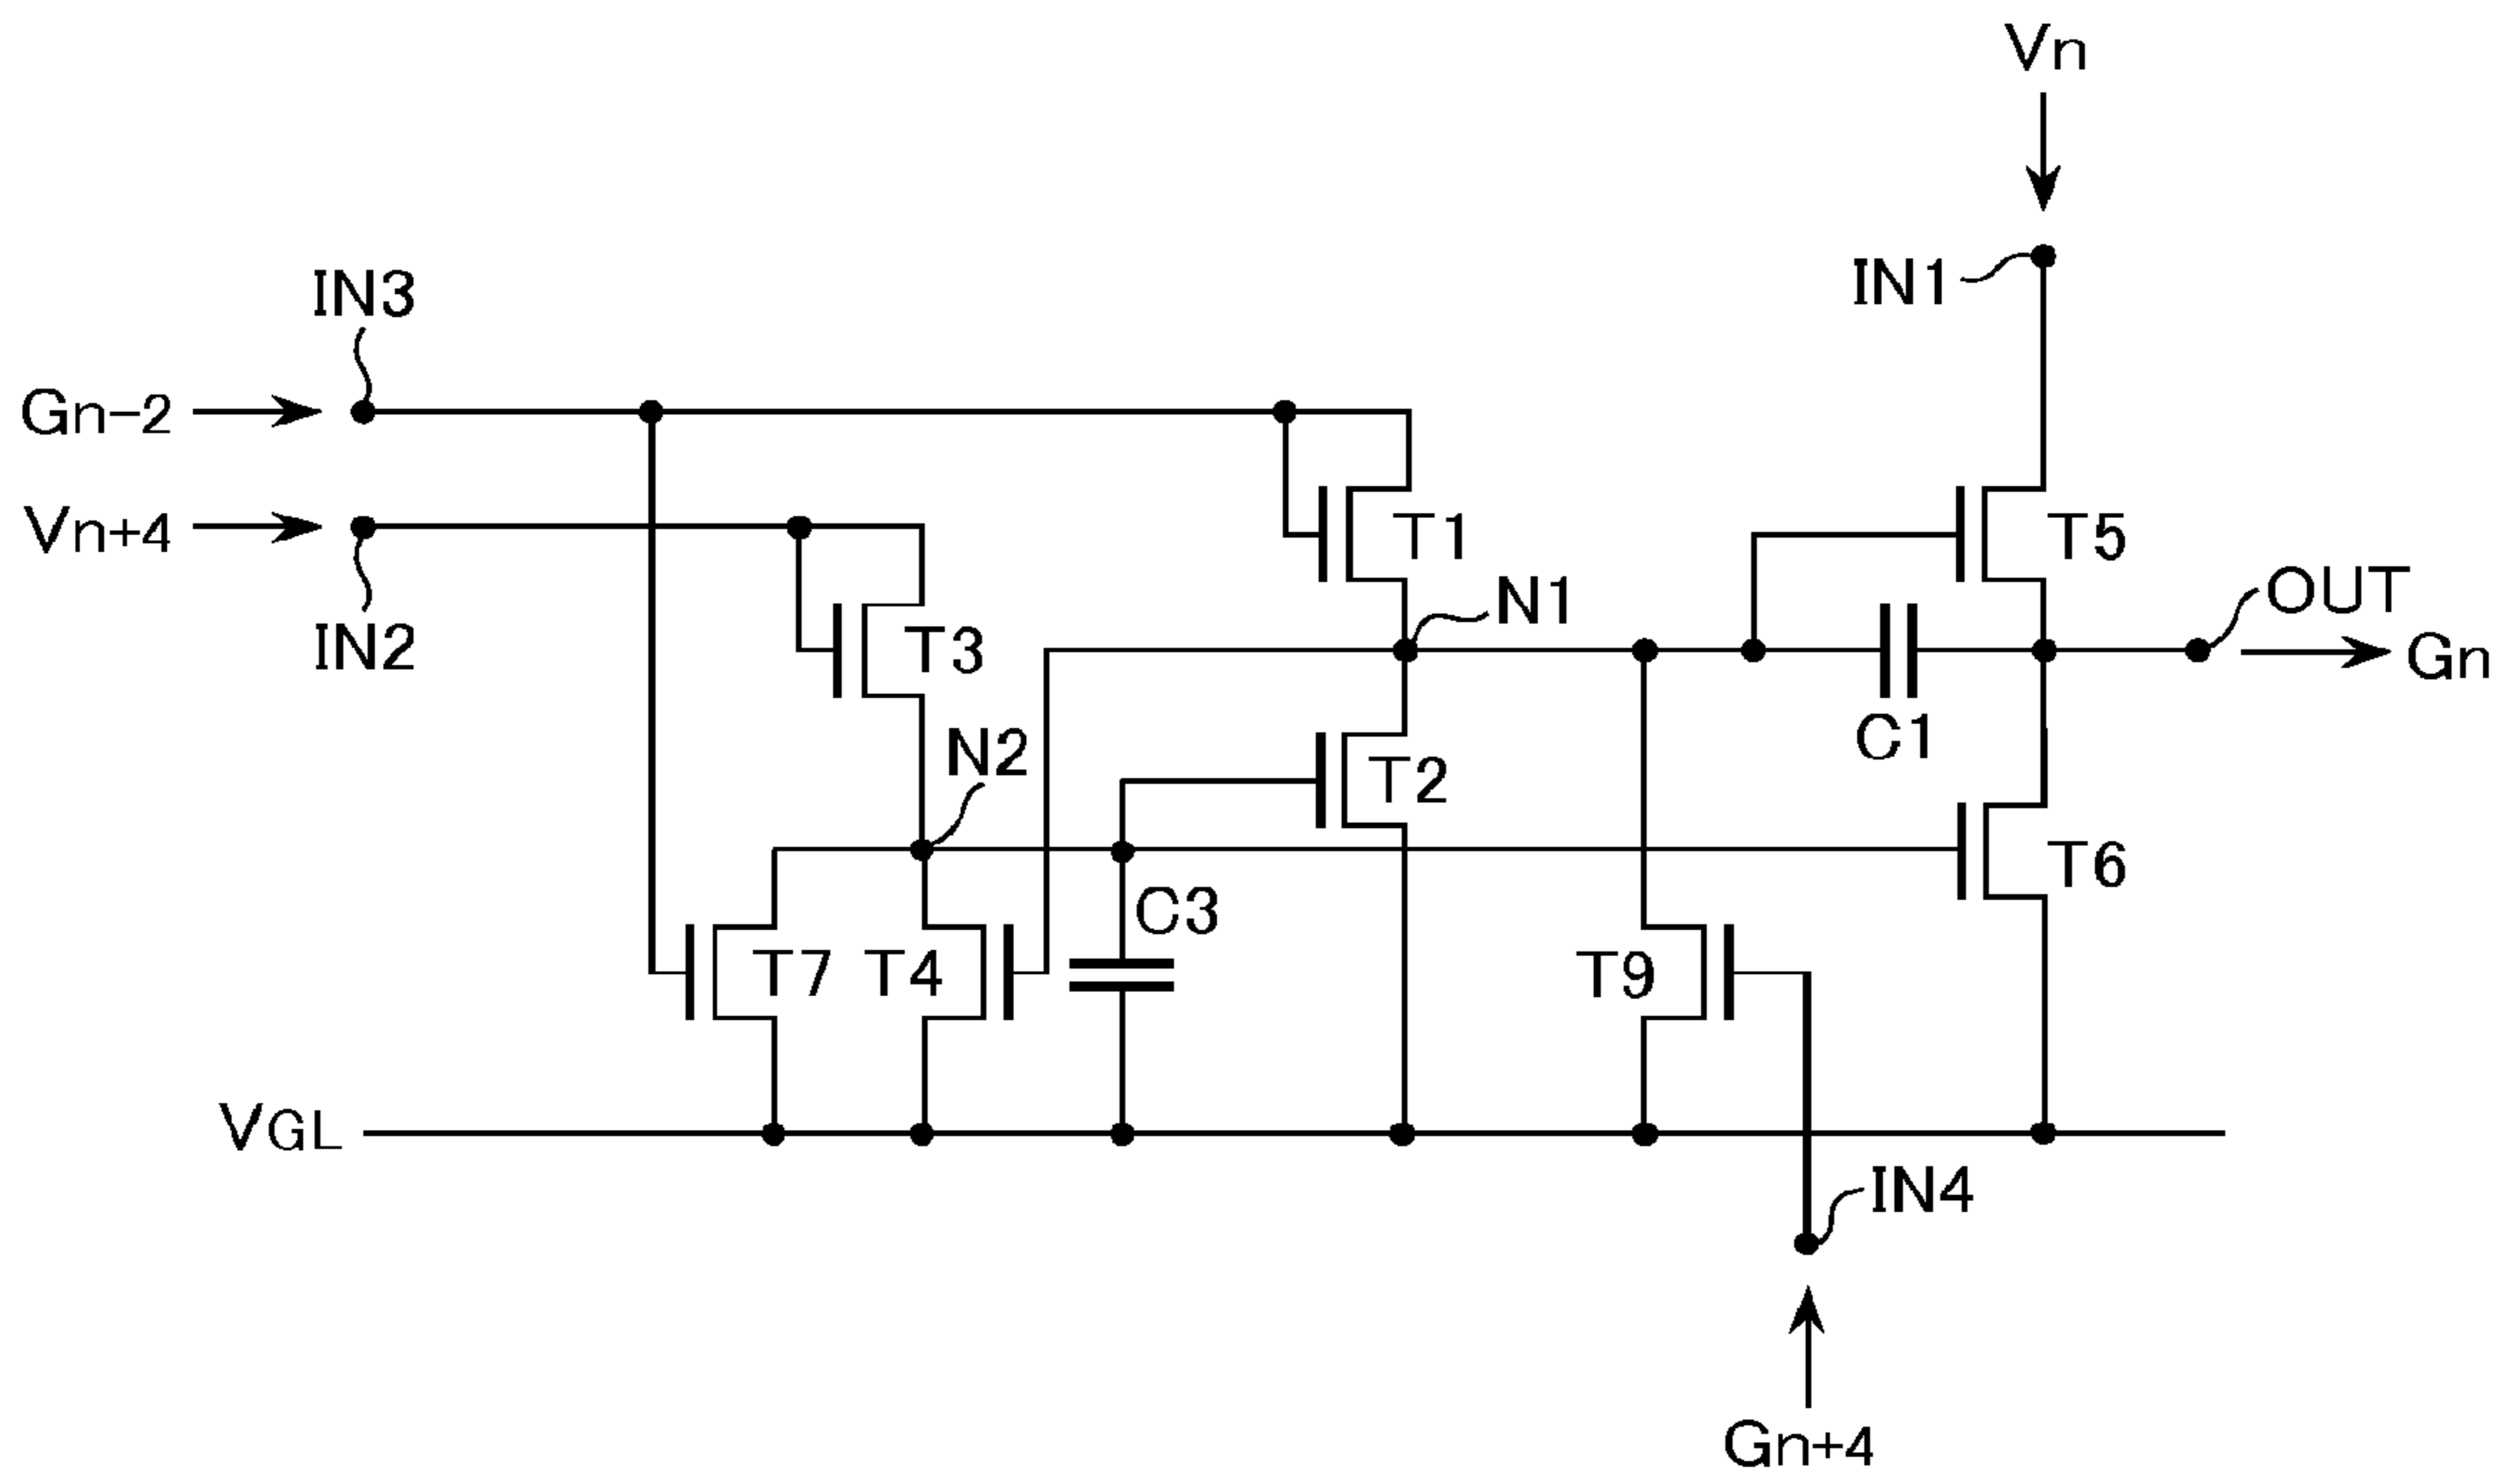 Vn
IN1
IN3
Gn-2
Vn+4
IN2
T1
T5
N1
OUT
T3
Gn
N2
C1
T2
T6
C3
T7
T4
T9
VGL
IN4
Gn+4